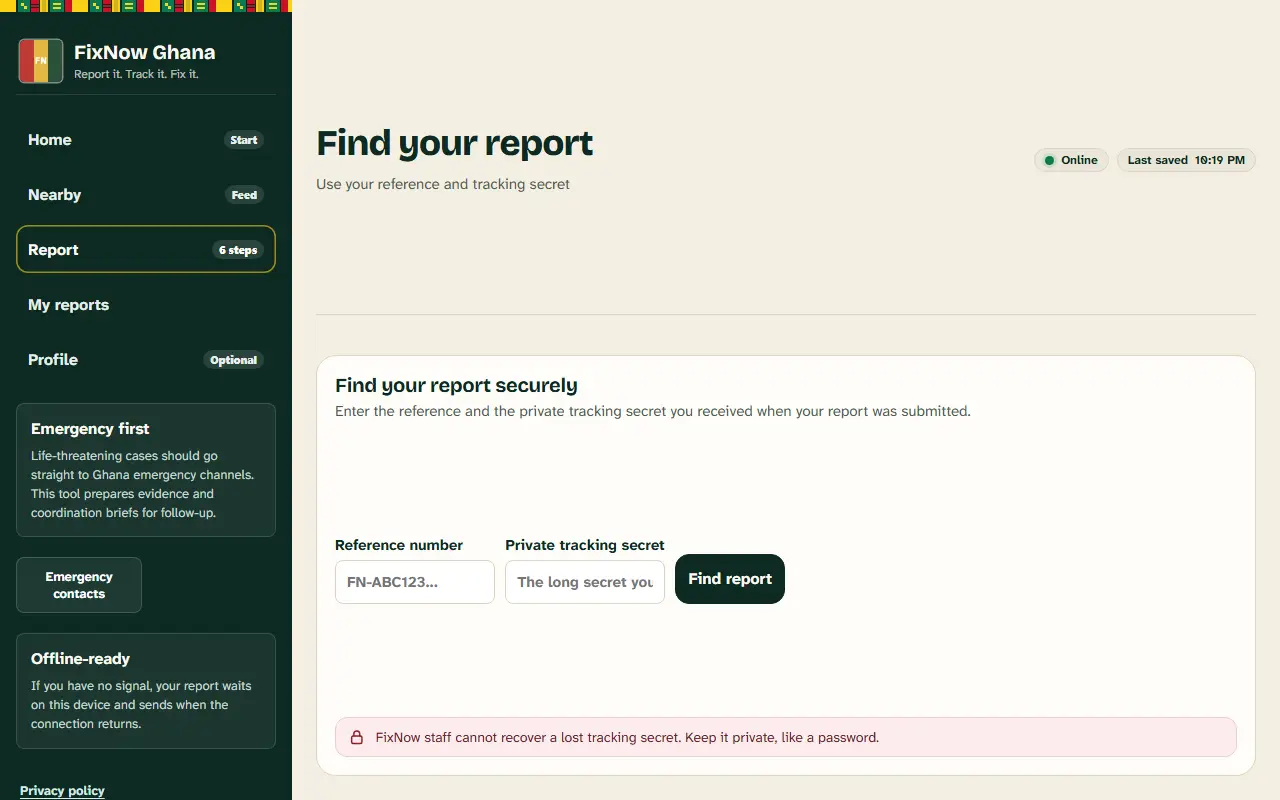 FN
FixNow Ghana
Report it. Track it. Fix it.
Home
Start
Nearby
Feed
Report
6 steps
My reports
Profile
Optional
Emergency first
Life-threatening cases should go
straight to Ghana emergency channels.
This tool prepares evidence and
coordination briefs for follow-up.
Emergency
contacts
Offline-ready
If you have no signal, your report waits
on this device and sends when the
connection returns.
Privacy policy
Find your report
Use your reference and tracking secret
Online
Last saved 10:19 PM
Find your report securely
Enter the reference and the private tracking secret you received when your report was submitted.
Reference number
FN-ABC123...
Private tracking secret
The long secret you
Find report
FixNow staff cannot recover a lost tracking secret. Keep it private, like a password.